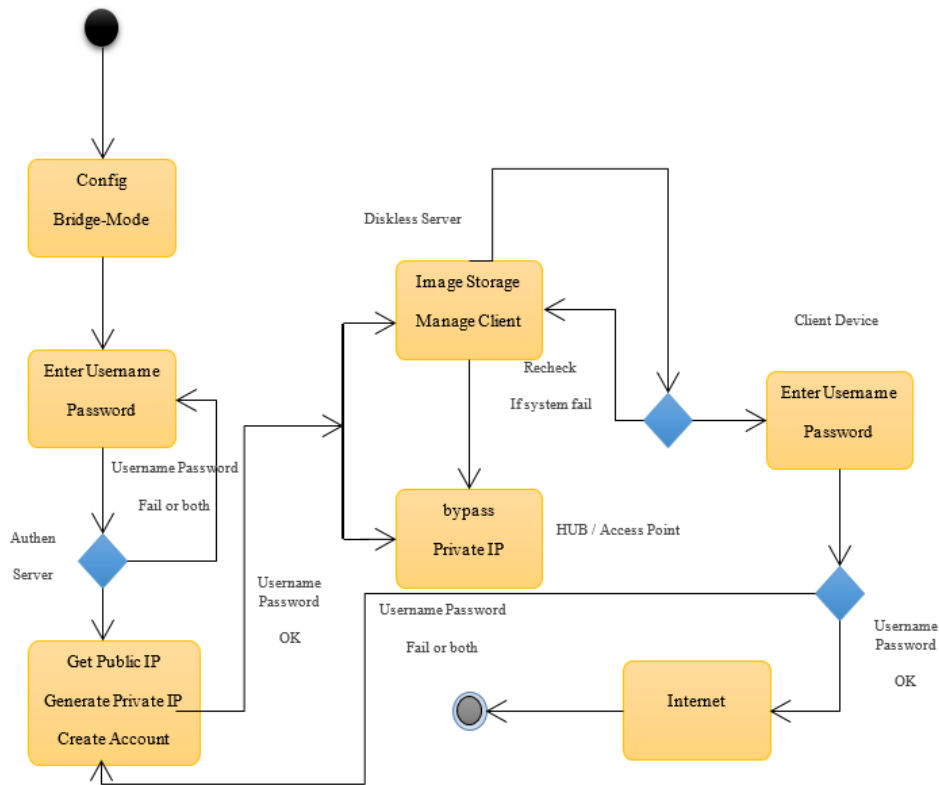 Config
Bridge-Mode
Diskless Server
Image Storage
Manage Client
Client Device
Enter Username
Password
Recheck
If system fail
Enter Username
Password
Username Password
Fail or both
bypass
Private IP
HUB / Access Point
Authen
Server
Username
Password
OK
Username Password
Fail or both
Username
Password
OK
Get Public IP
Generate Private IP
Create Account
Internet